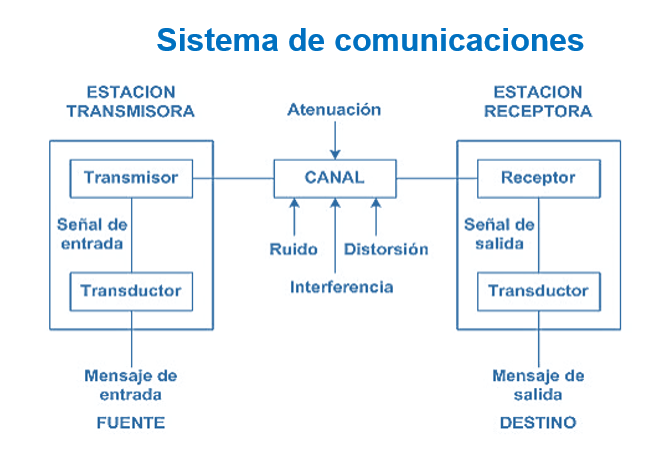 Sistema de comunicaciones
ESTACION
TRANSMISORA
Atenuación
ESTACION
RECEPTORA
Transmisor
CANAL
Receptor
Señal de
entrada
Ruido
Distorsión
Interferencia
Señal de
salida
Transductor
Transductor
Mensaje de
entrada
FUENTE
Mensaje de
salida
DESTINO